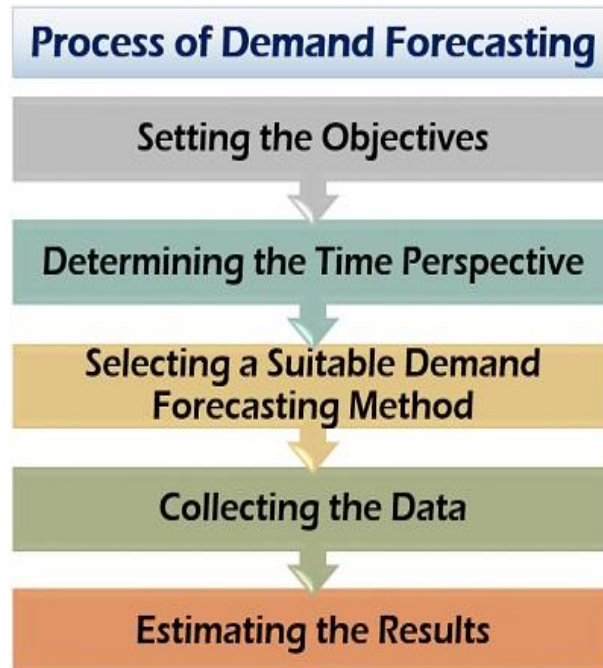 Process of Demand Forecasting
Setting the Objectives
Determining the Time Perspective
Selecting a Suitable Demand
Forecasting Method
Collecting the Data
Estimating the Results